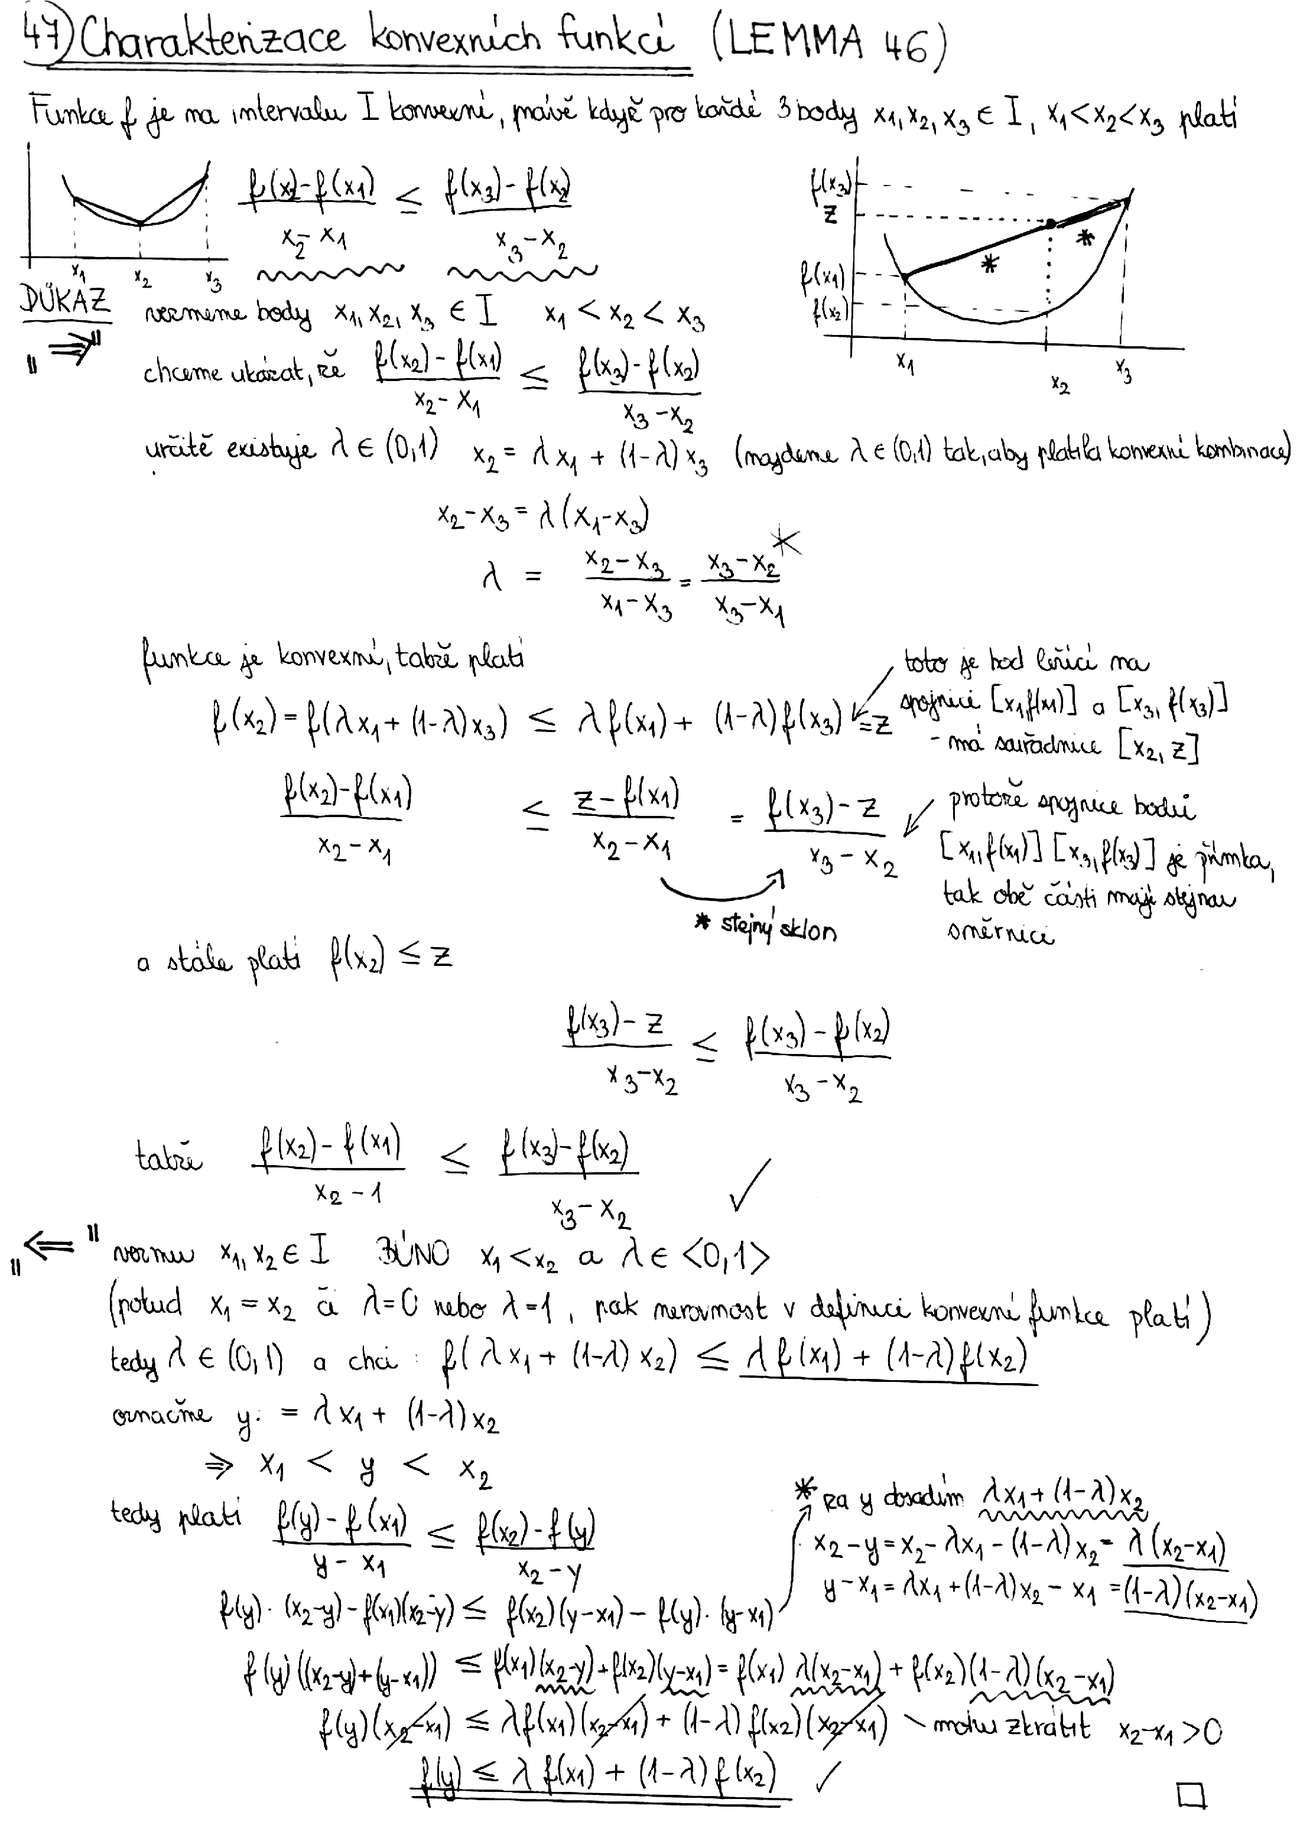 47) Charakterizace konvexních funkcí (LEMMA 46)
Funkce f je na intervalu I konvexní, právě když pro každé 3 body x1, x2, x3 ∈ I, x1 < x2 < x3 platí
(f(x2)-f(x1))/(x2-x1) ≤ (f(x3)-f(x2))/(x3-x2)
x1 x2 x3
f(x3)
z
f(x1)
f(x2)
* *
x1 x2 x3
DŮKAZ
"⇒" vezmeme body x1, x2, x3 ∈ I x1 < x2 < x3
chceme ukázat, že (f(x2)-f(x1))/(x2-x1) ≤ (f(x3)-f(x2))/(x3-x2)
určitě existuje λ ∈ (0,1) x2 = λx1 + (1-λ)x3 (najdeme λ ∈ (0,1) tak, aby platila konvexní kombinace)
x2-x3 = λ(x1-x3)
λ = (x2-x3)/(x1-x3) = (x3-x2)/(x3-x1) *
funkce je konvexní, takže platí
f(x2) = f(λx1 + (1-λ)x3) ≤ λf(x1) + (1-λ)f(x3) = z
toto je bod ležící na
spojnici [x1, f(x1)] a [x3, f(x3)]
- má souřadnice [x2, z]
(f(x2)-f(x1))/(x2-x1) ≤ (z-f(x1))/(x2-x1) = (f(x3)-z)/(x3-x2)
protože spojnice bodů
[x1, f(x1)] [x3, f(x3)] je přímka,
tak obě části mají stejnou
směrnici
* stejný sklon
a stále platí f(x2) ≤ z
(f(x3)-z)/(x3-x2) ≤ (f(x3)-f(x2))/(x3-x2)
takže (f(x2)-f(x1))/(x2-1) ≤ (f(x3)-f(x2))/(x3-x2) ✓
"⇐" vezmu x1, x2 ∈ I BÚNO x1 < x2 a λ ∈ <0,1>
(pokud x1 = x2 či λ=0 nebo λ=1, pak nerovnost v definici konvexní funkce platí)
tedy λ ∈ (0,1) a chci: f(λx1 + (1-λ)x2) ≤ λf(x1) + (1-λ)f(x2)
označme y := λx1 + (1-λ)x2
⇒ x1 < y < x2
tedy platí (f(y)-f(x1))/(y-x1) ≤ (f(x2)-f(y))/(x2-y)
* za y dosadím λx1 + (1-λ)x2
x2-y = x2-λx1-(1-λ)x2 = λ(x2-x1)
y-x1 = λx1+(1-λ)x2 - x1 = (1-λ)(x2-x1)
f(y)·(x2-y) - f(x1)(x2-y) ≤ f(x2)(y-x1) - f(y)·(y-x1)
f(y)((x2-y)+(y-x1)) ≤ f(x1)(x2-y)+f(x2)(y-x1) = f(x1) λ(x2-x1) + f(x2)(1-λ)(x2-x1)
f(y)(x2-x1) ≤ λf(x1)(x2-x1) + (1-λ)f(x2)(x2-x1) \ mohu zkrátit x2-x1 > 0
f(y) ≤ λf(x1) + (1-λ)f(x2) ✓ □